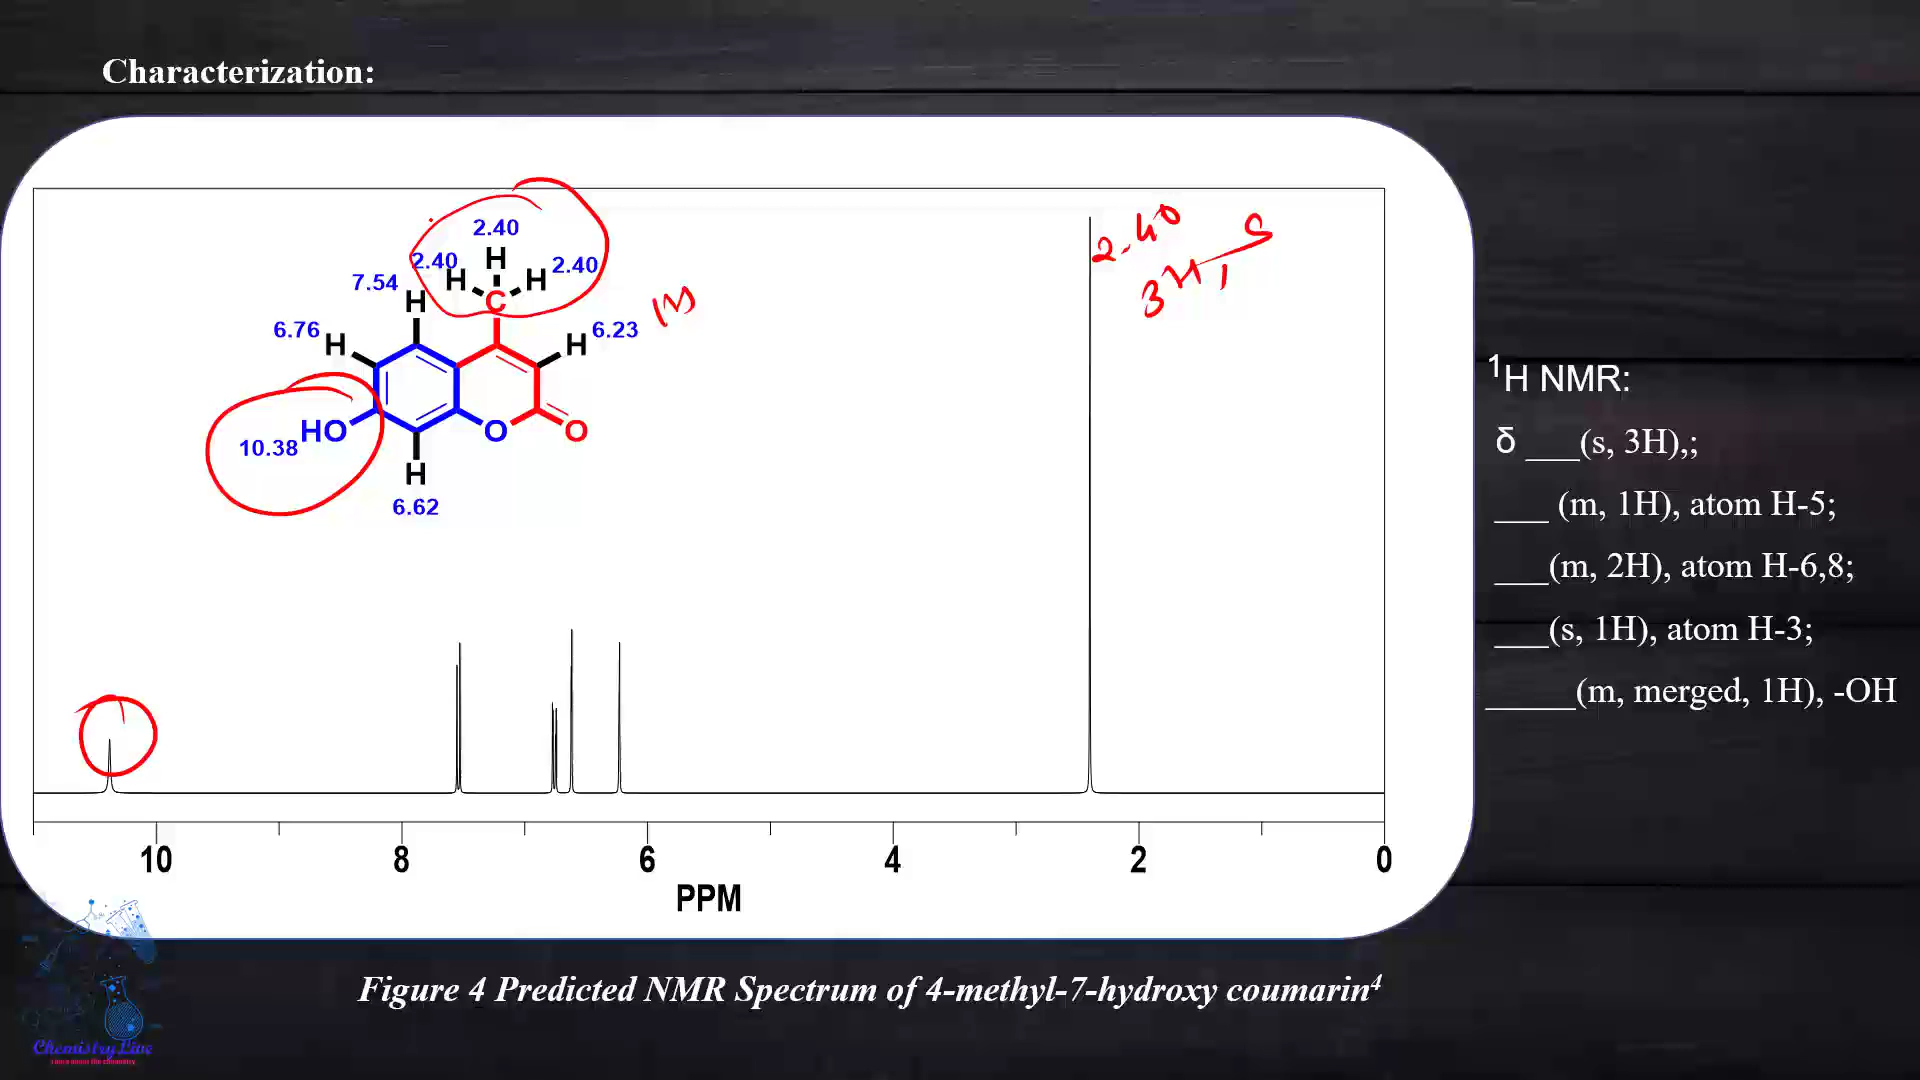 Characterization:
2.40
2.40
2.40
H
H
H
C
7.54
H
6.76
H
H
6.23
1H
HO
10.38
O
O
H
6.62
2.40
3H, S
10
8
6
4
2
0
PPM
¹H NMR:
δ ___(s, 3H),;
___ (m, 1H), atom H-5;
___(m, 2H), atom H-6,8;
___(s, 1H), atom H-3;
_____(m, merged, 1H), -OH
Figure 4 Predicted NMR Spectrum of 4-methyl-7-hydroxy coumarin⁴
Chemistry Live